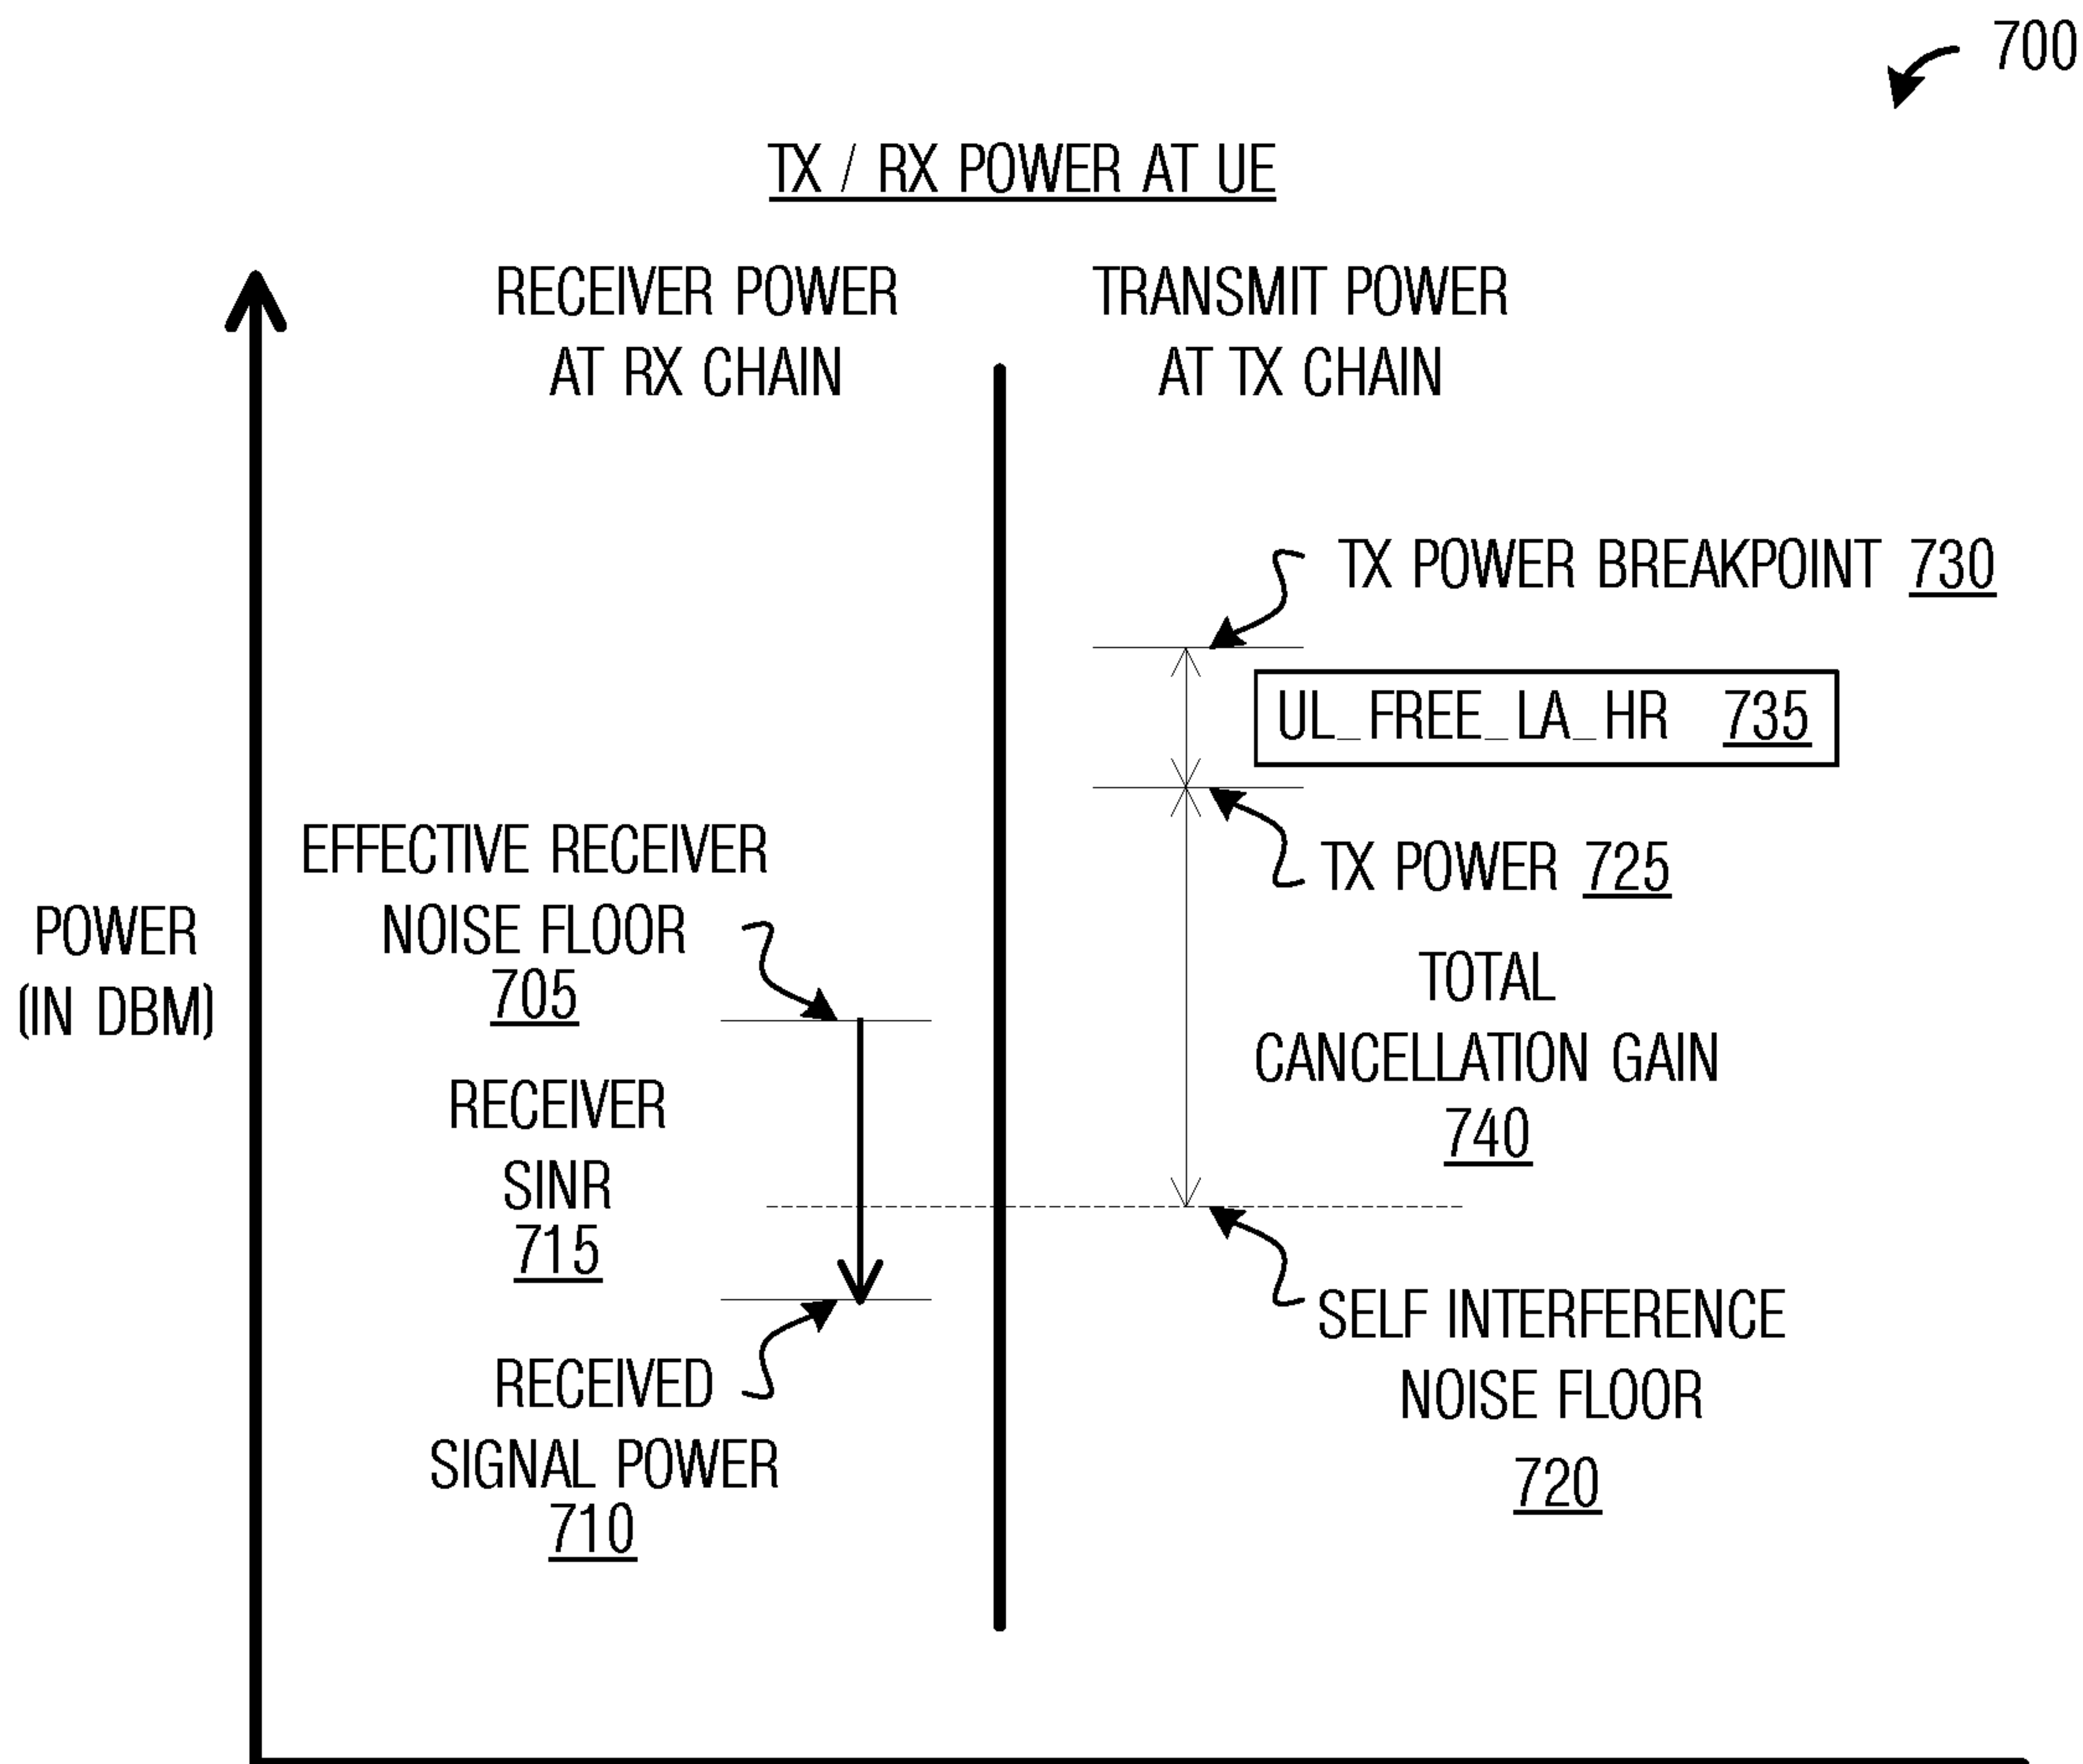 700
TX / RX POWER AT UE
RECEIVER POWER
AT RX CHAIN
TRANSMIT POWER
AT TX CHAIN
TX POWER BREAKPOINT 730
UL_FREE_LA_HR 735
TX POWER 725
TOTAL
CANCELLATION GAIN
740
SELF INTERFERENCE
NOISE FLOOR
720
EFFECTIVE RECEIVER
NOISE FLOOR
705
RECEIVER
SINR
715
RECEIVED
SIGNAL POWER
710
POWER
(IN DBM)